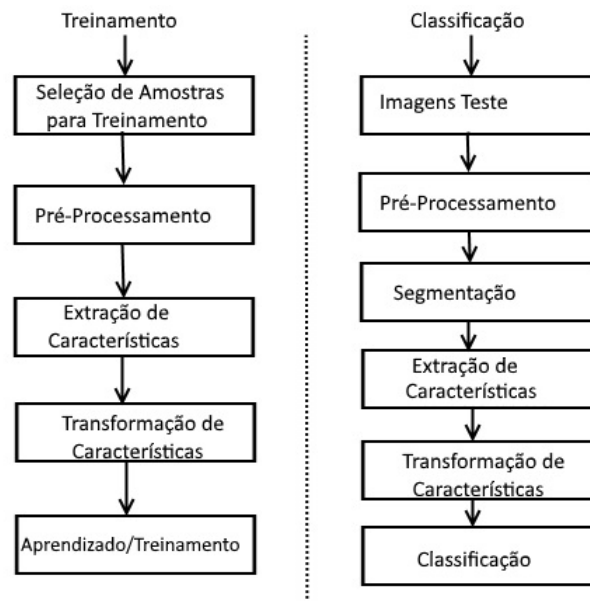 Treinamento
Seleção de Amostras
para Treinamento
Pré-Processamento
Extração de
Características
Transformação de
Características
Aprendizado/Treinamento
Classificação
Imagens Teste
Pré-Processamento
Segmentação
Extração de
Características
Transformação de
Características
Classificação